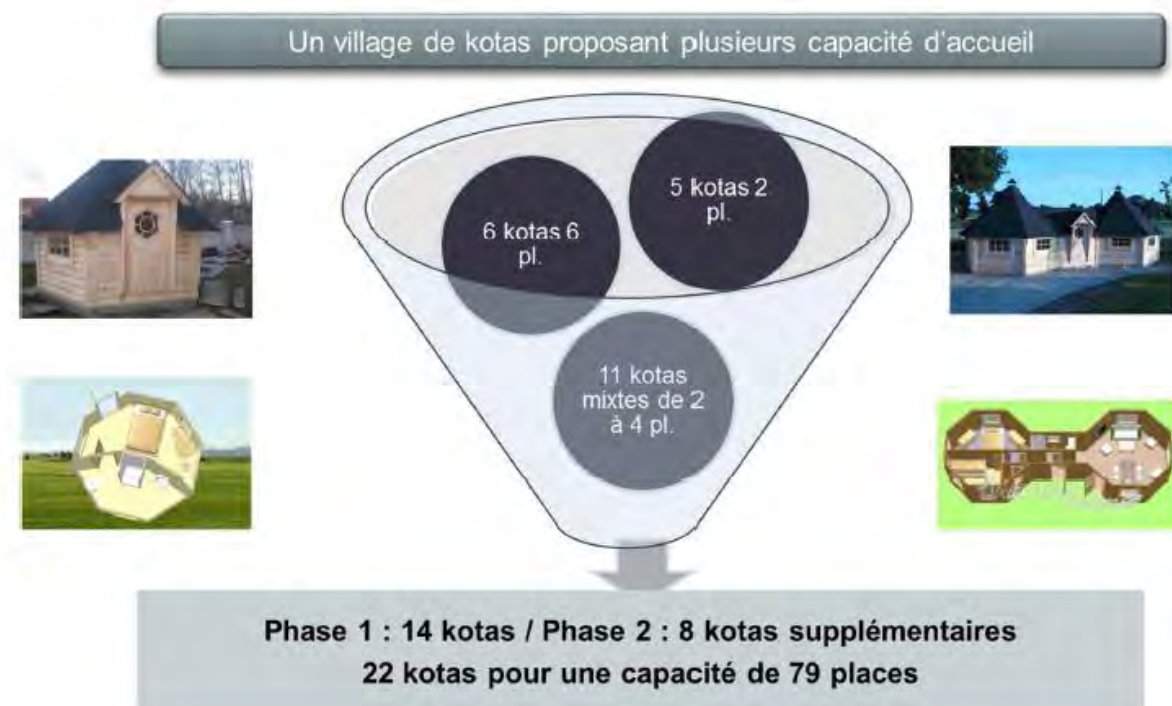 Un village de kotas proposant plusieurs capacité d'accueil
5 kotas 2
pl.
6 kotas 6
pl.
11 kotas
mixtes de 2
à 4 pl.
Phase 1 : 14 kotas / Phase 2 : 8 kotas supplémentaires
22 kotas pour une capacité de 79 places